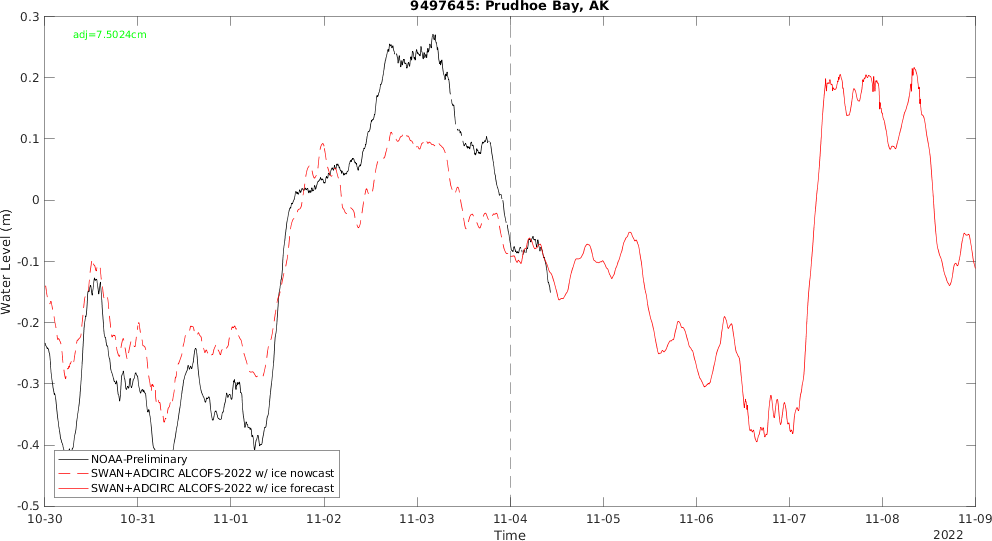 9497645: Prudhoe Bay, AK
adj=7.5024cm
0.3
0.2
0.1
0
-0.1
-0.2
-0.3
-0.4
-0.5
Water Level (m)
NOAA-Preliminary
SWAN+ADCIRC ALCOFS-2022 w/ ice nowcast
SWAN+ADCIRC ALCOFS-2022 w/ ice forecast
10-30 10-31 11-01 11-02 11-03 11-04 11-05 11-06 11-07 11-08 11-09
Time
2022